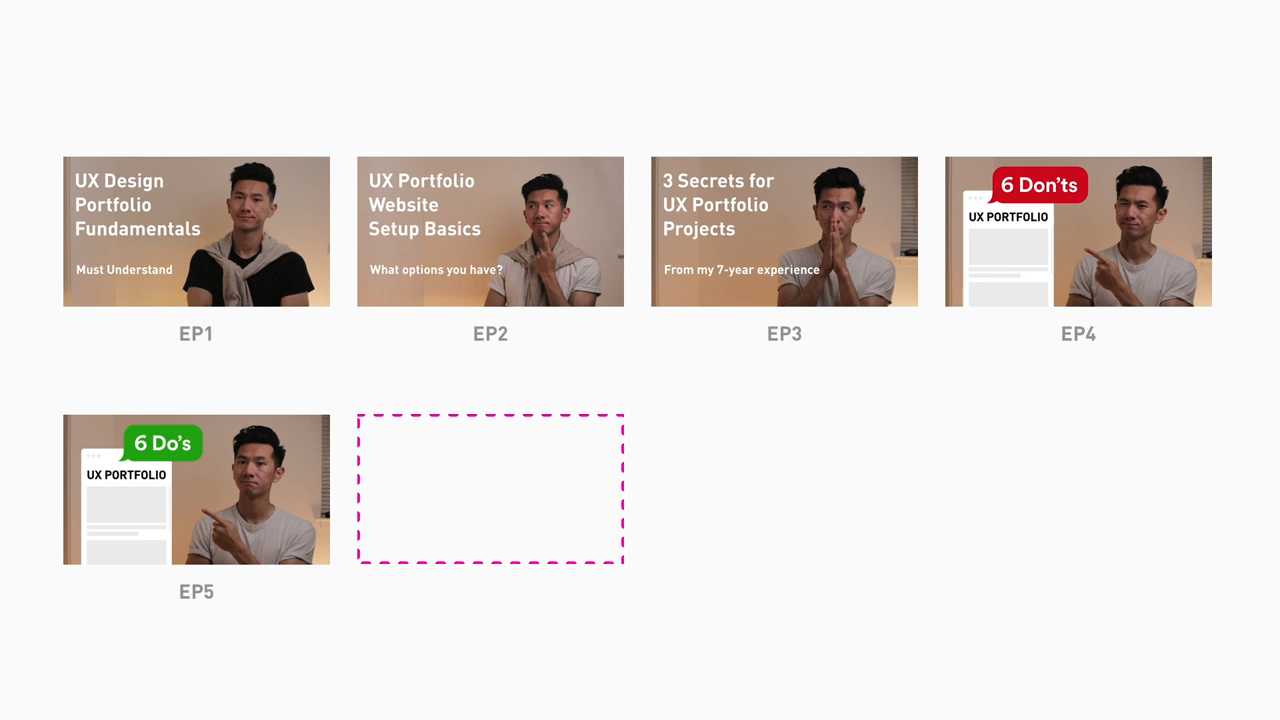 UX Design
Portfolio
Fundamentals
Must Understand
EP1
UX Portfolio
Website
Setup Basics
What options you have?
EP2
3 Secrets for
UX Portfolio
Projects
From my 7-year experience
EP3
6 Don'ts
UX PORTFOLIO
EP4
6 Do's
UX PORTFOLIO
EP5